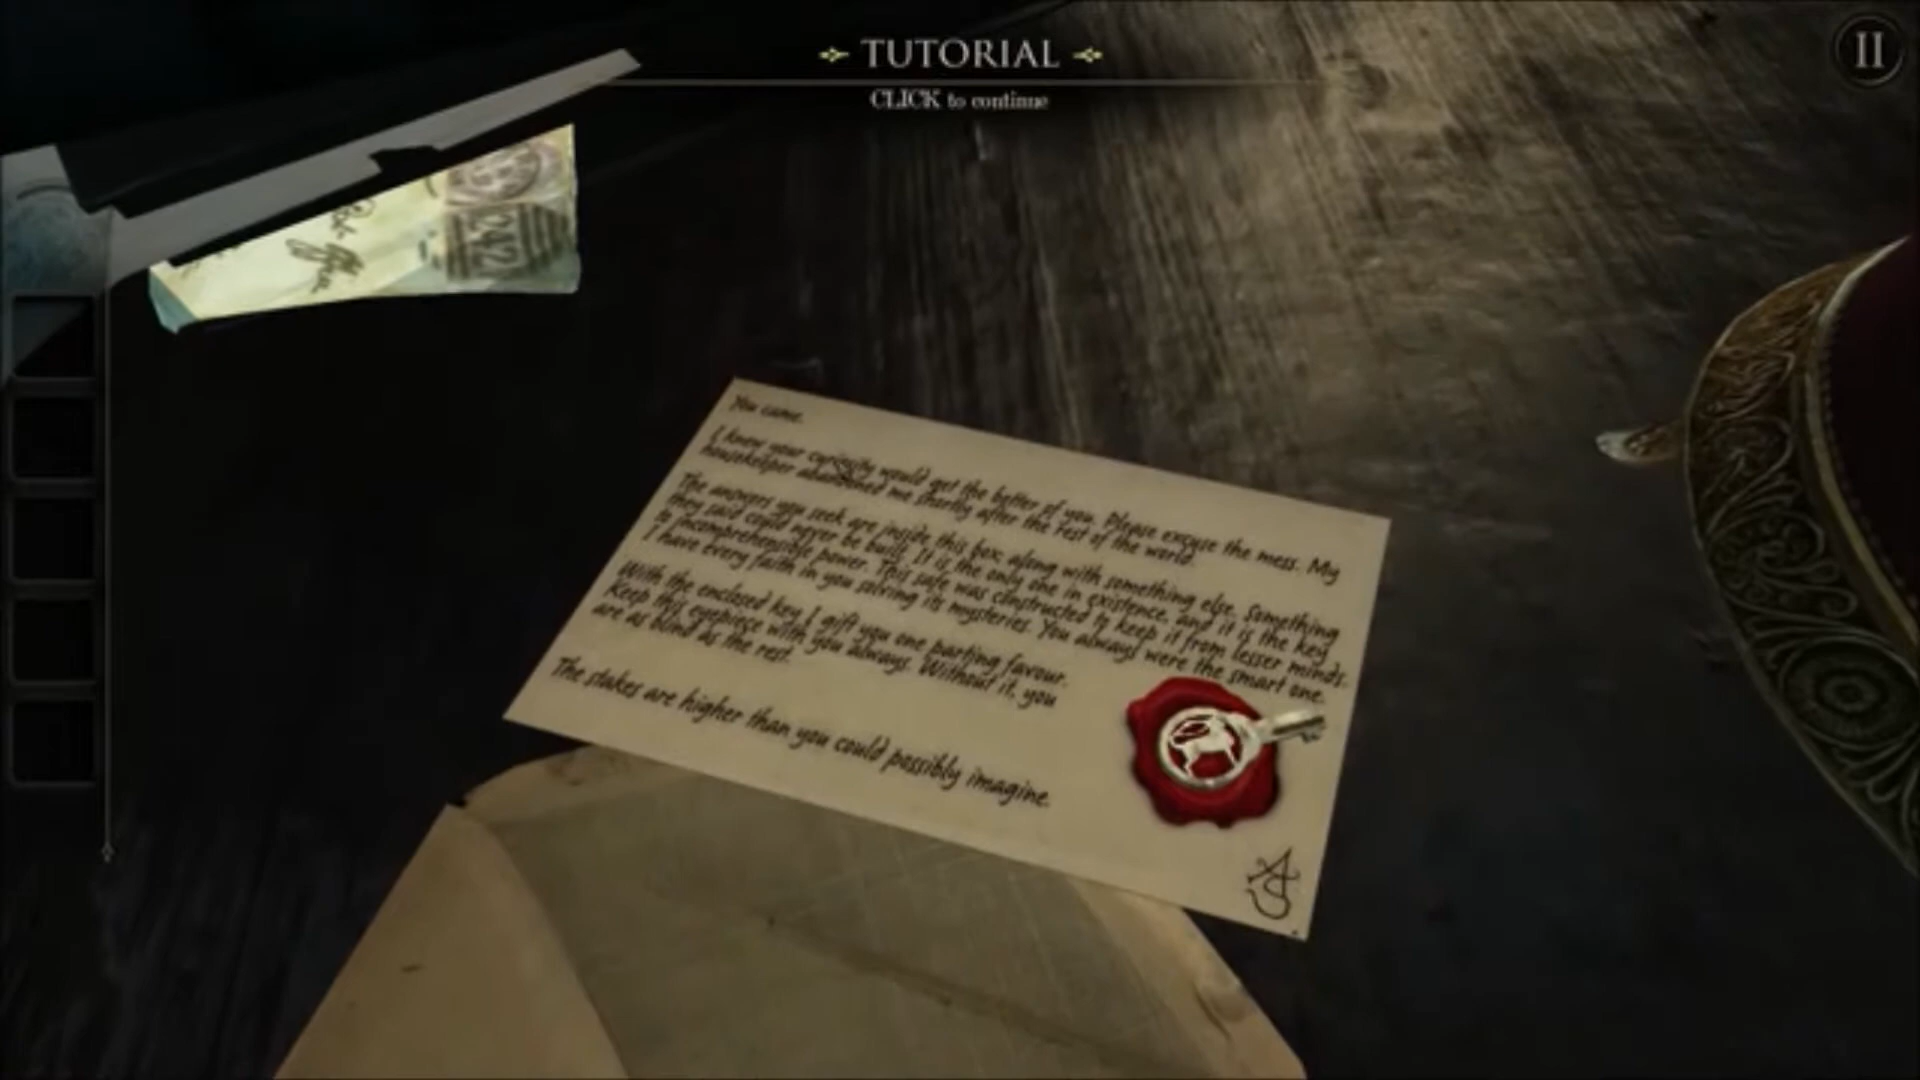 TUTORIAL
CLICK to continue
II
You came.
I knew your curiosity would get the better of you. Please excuse the mess. My
housekeeper abandoned me shortly after the rest of the world.
The answers you seek are inside this box, along with something else. Something
they said could never be built. It is the only one in existence, and it is the key
to incomprehensible power. This safe was constructed to keep it from lesser minds.
I have every faith in you solving its mysteries. You always were the smart one.
With the enclosed key I gift you one parting favour.
Keep this eyepiece with you always. Without it, you
are as blind as the rest.
The stakes are higher than you could possibly imagine.
AS
242